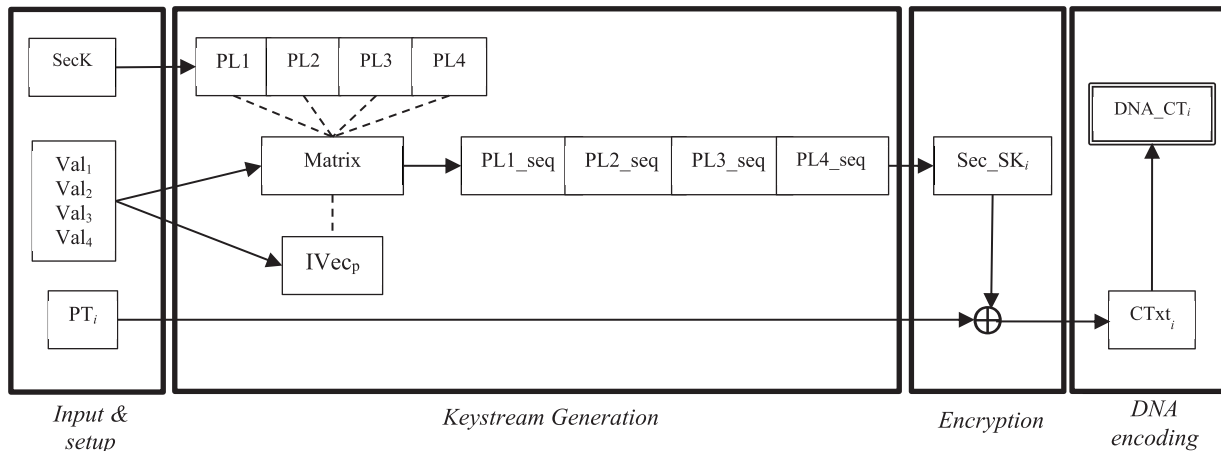 SecK
PL1 PL2 PL3 PL4
Val₁
Val₂
Val₃
Val₄
Matrix
PL1_seq PL2_seq PL3_seq PL4_seq
Sec_SKᵢ
DNA_CTᵢ
IVecₚ
PTᵢ
CTxtᵢ
Input &
setup
Keystream Generation
Encryption
DNA
encoding